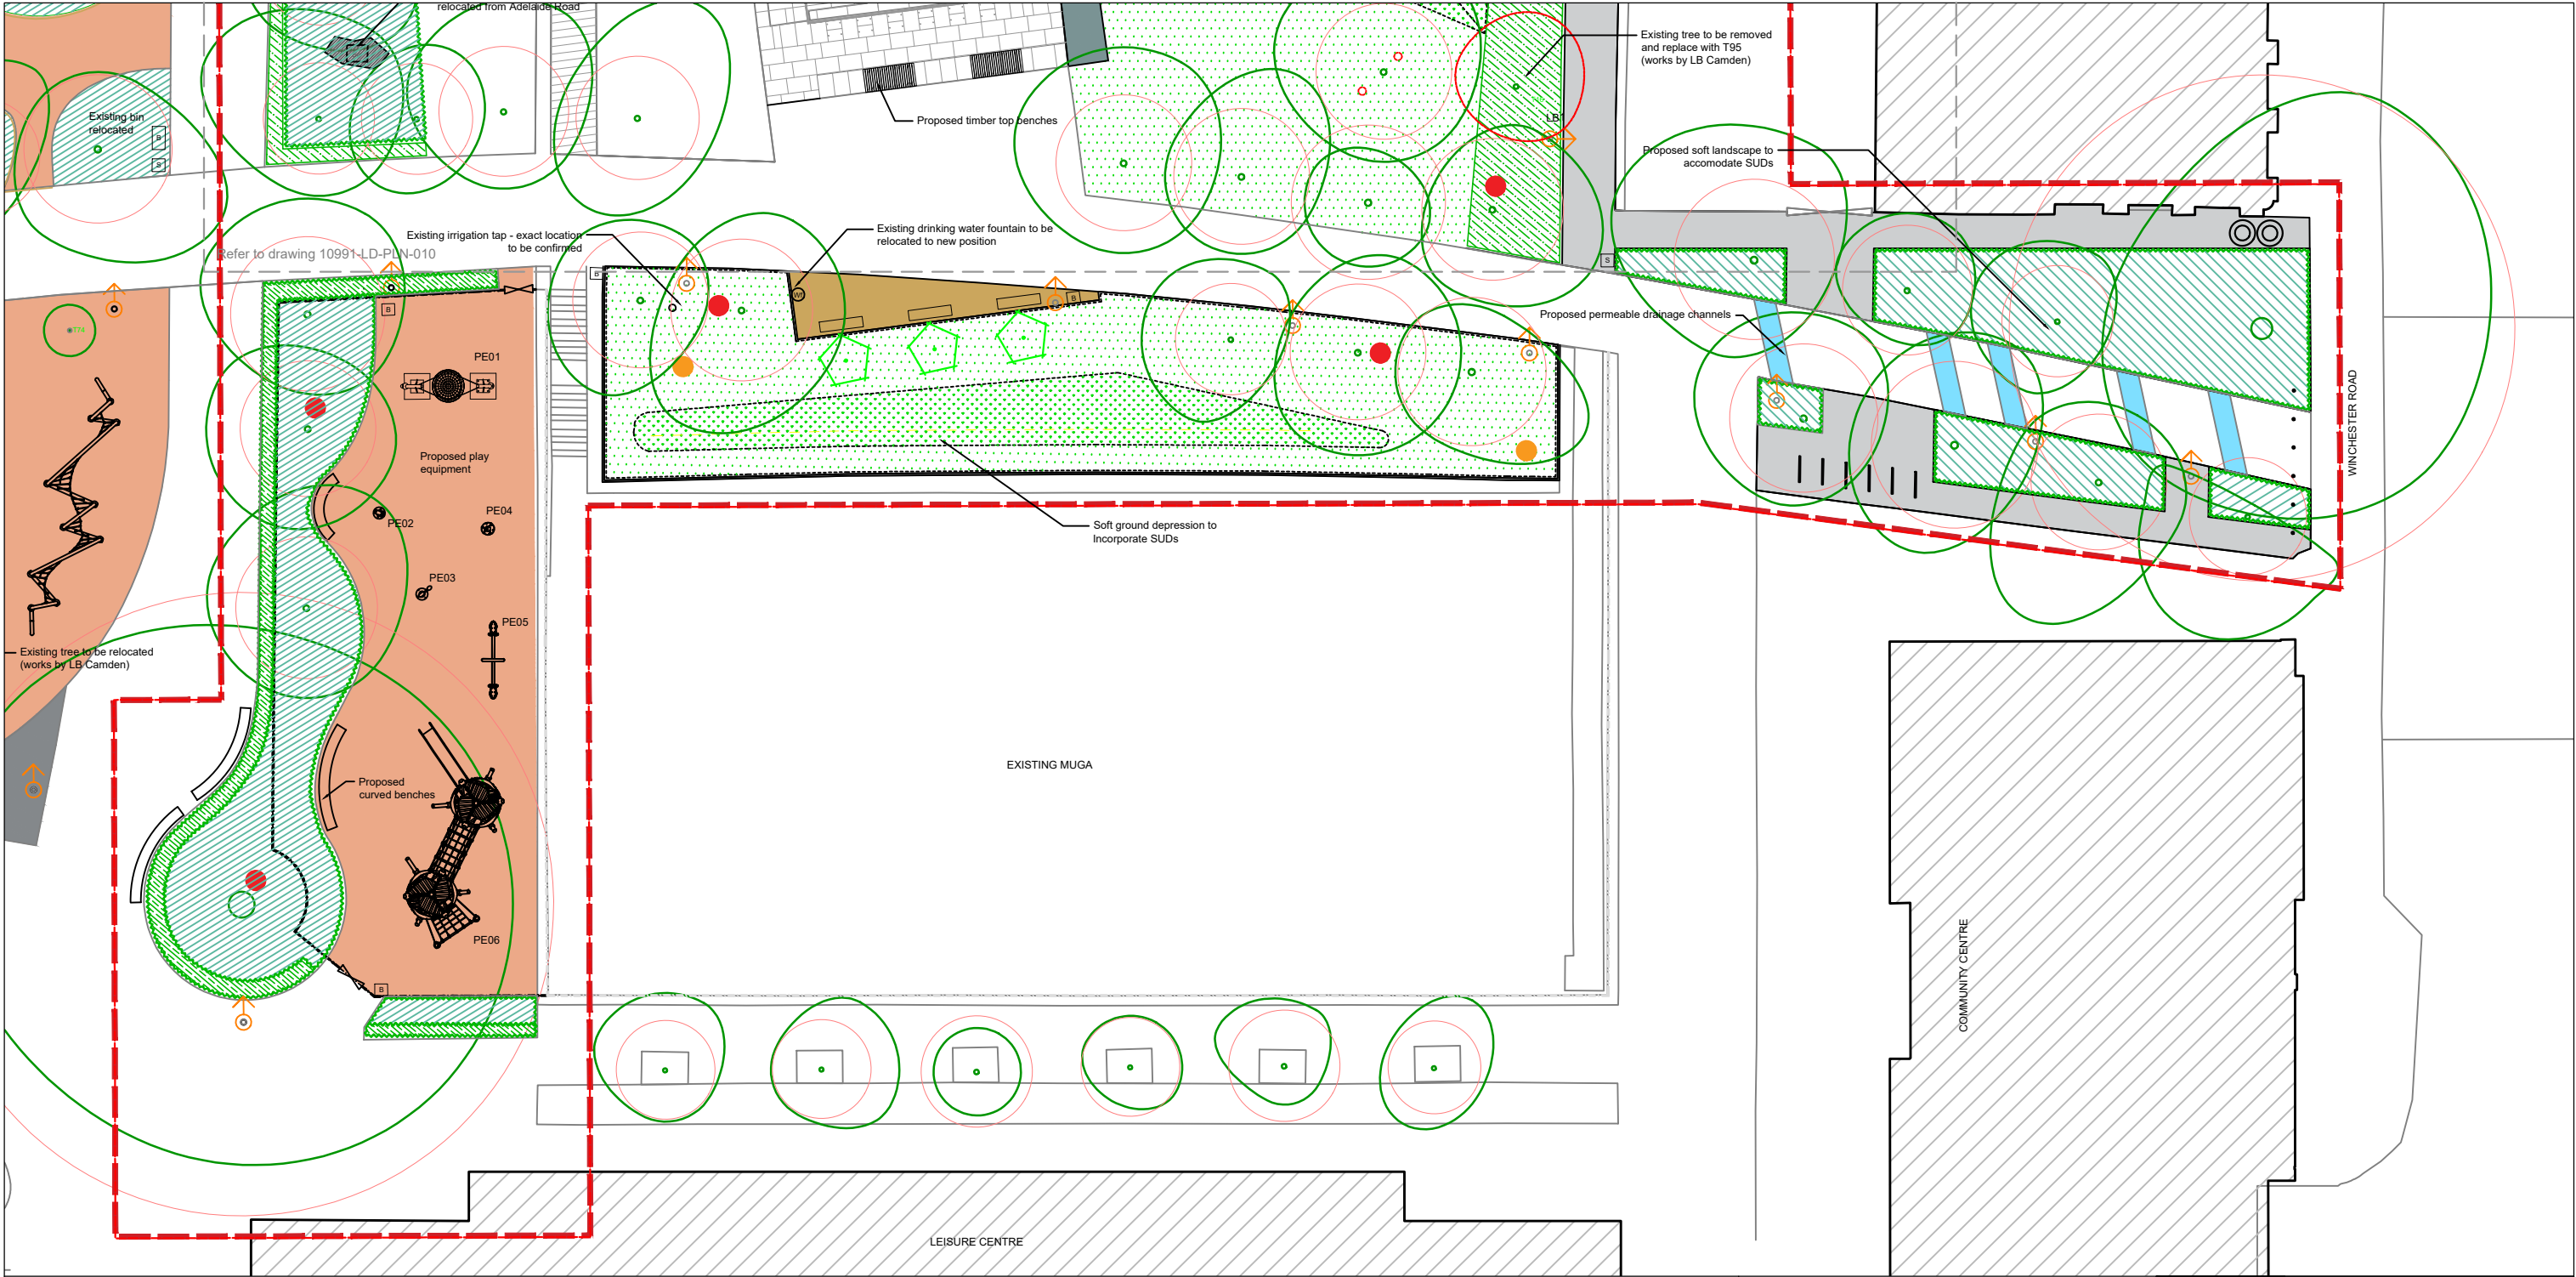 relocated from Adelaide Road
Existing bin
relocated
B
S
Proposed timber top benches
Existing tree to be removed
and replace with T95
(works by LB Camden)
LB
Proposed soft landscape to
accomodate SUDs
Existing irrigation tap - exact location
to be confirmed
Existing drinking water fountain to be
relocated to new position
Refer to drawing 10991-LD-PLN-010
B
S
B
B
Proposed permeable drainage channels
PE01
WINCHESTER ROAD
Proposed play
equipment
PE02
PE04
Soft ground depression to
Incorporate SUDs
PE03
PE05
Existing tree to be relocated
(works by LB Camden)
EXISTING MUGA
Proposed
curved benches
PE06
B
COMMUNITY CENTRE
LEISURE CENTRE